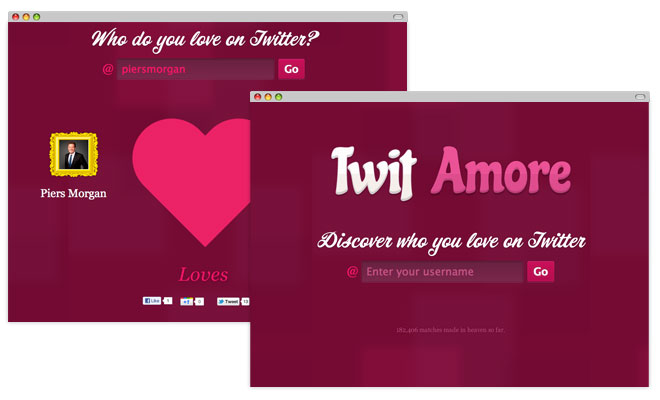 Who do you love on Twitter?
@ piersmorgan Go
Piers Morgan
Loves
Like 1
0
Tweet 13
Twit Amore
Discover who you love on Twitter
@ Enter your username Go
182,406 matches made in heaven so far.